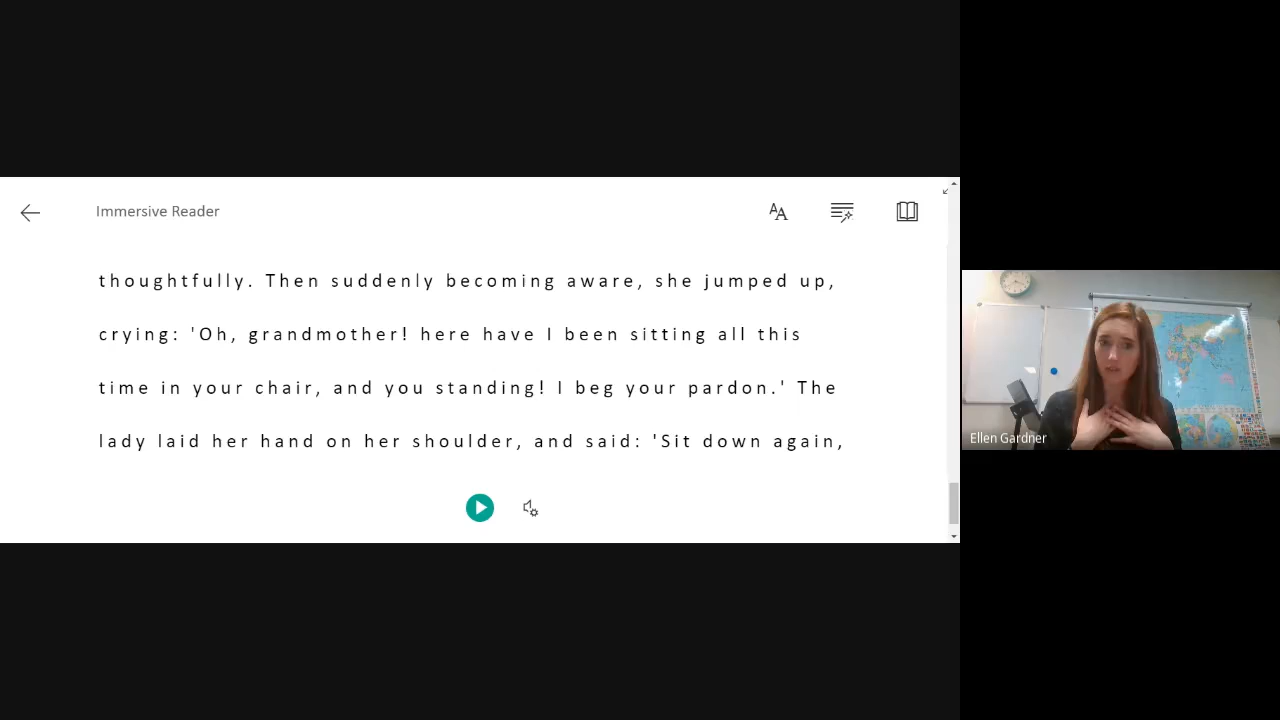 Immersive Reader
thoughtfully. Then suddenly becoming aware, she jumped up,
crying: 'Oh, grandmother! here have I been sitting all this
time in your chair, and you standing! I beg your pardon.' The
lady laid her hand on her shoulder, and said: 'Sit down again,
Ellen Gardner